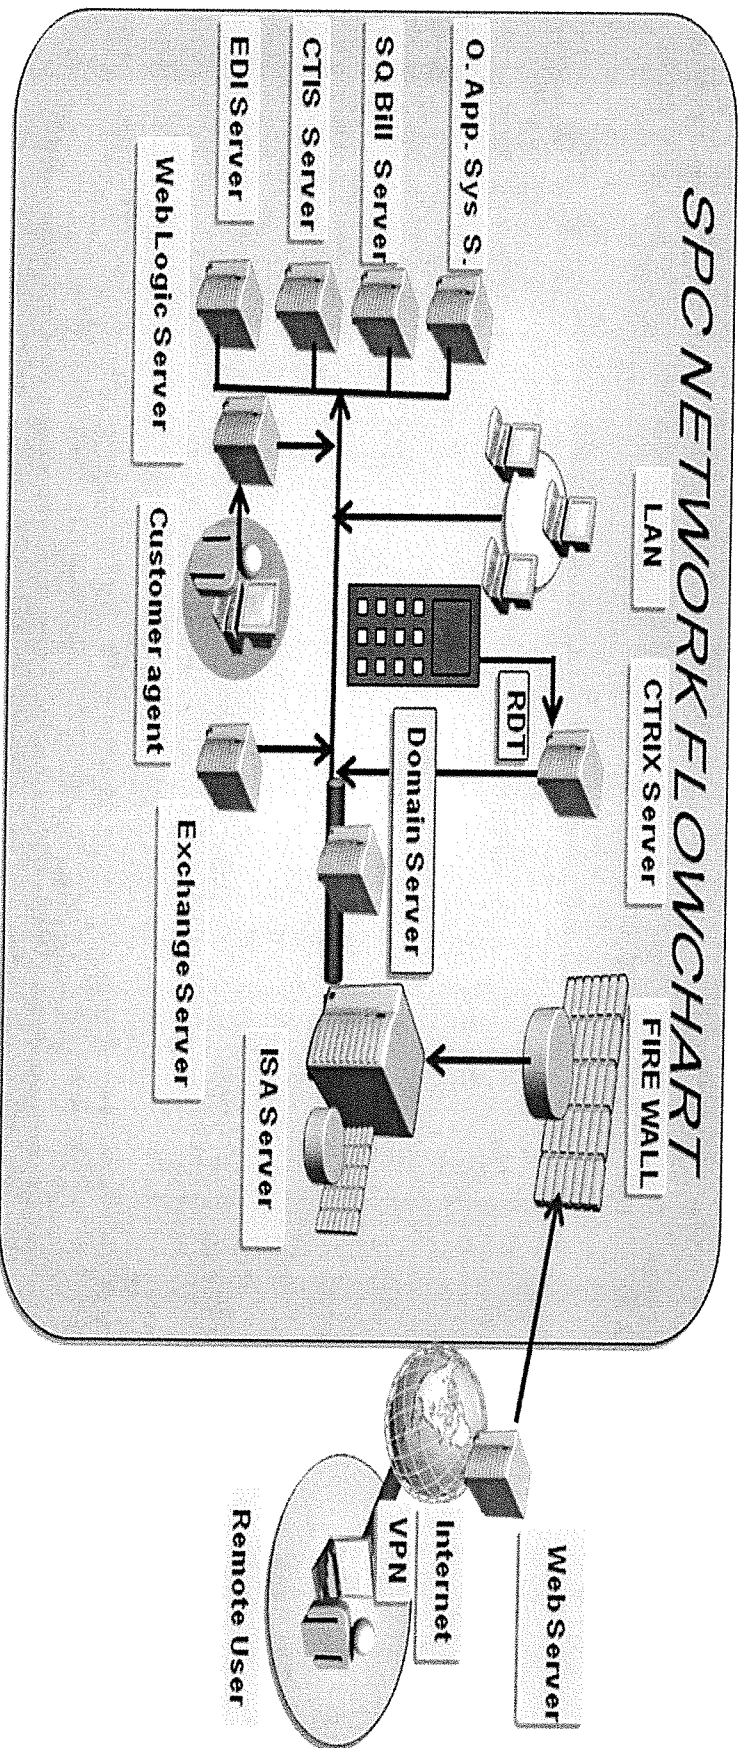 SPC NETWORK FLOWCHART
O. App. Sys S.
SQ Bill Server
CTIS Server
EDI Server
LAN
CTRIX Server
FIRE WALL
RDT
Domain Server
Web Logic Server
Customer agent
Exchange Server
ISA Server
Web Server
Internet
VPN
Remote User